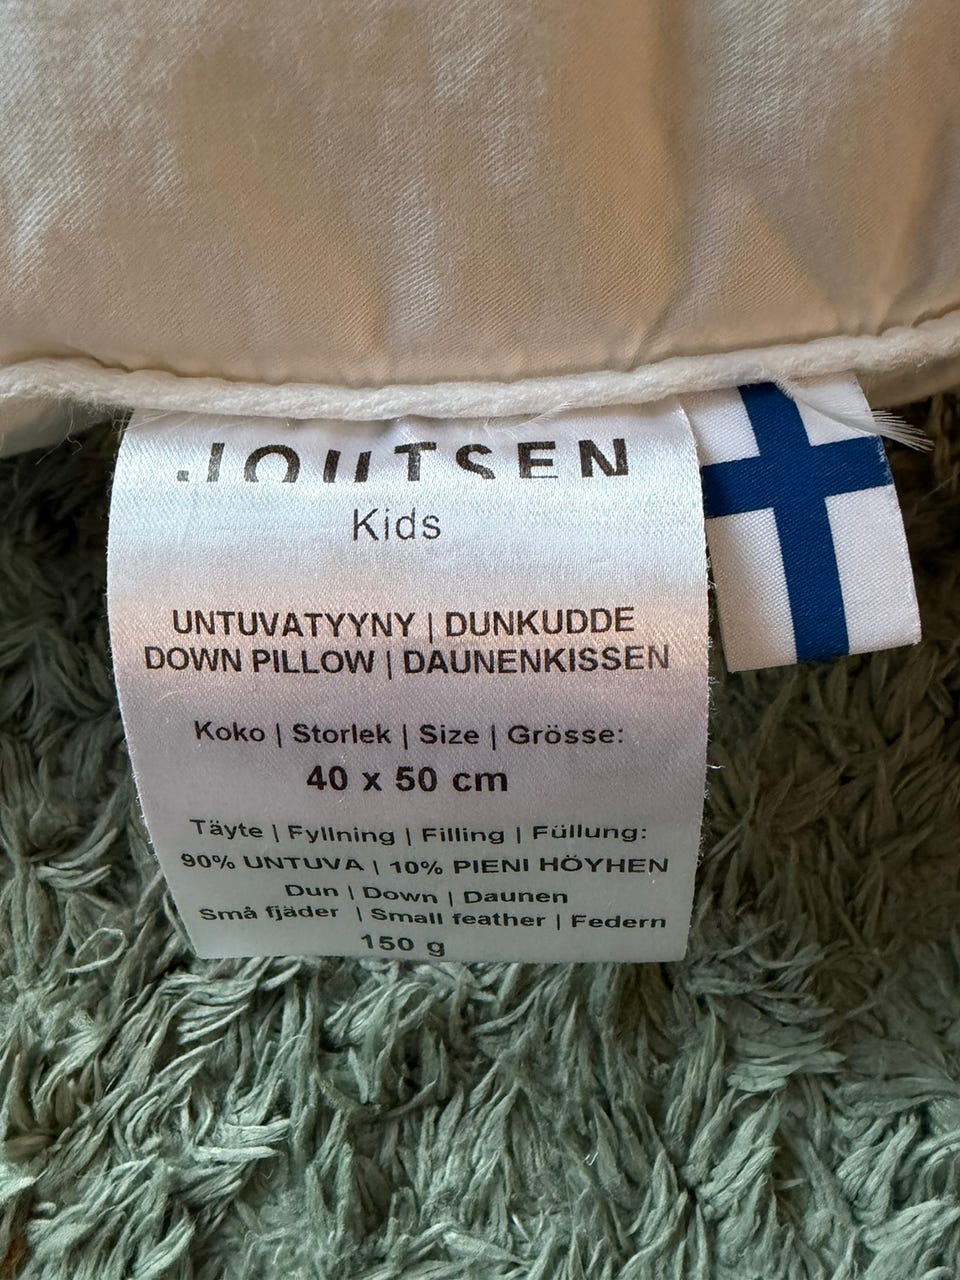 JOUTSEN
Kids
UNTUVATYYNY | DUNKUDDE
DOWN PILLOW | DAUNENKISSEN
Koko | Storlek | Size | Grösse:
40 x 50 cm
Täyte | Fyllning | Filling | Füllung:
90% UNTUVA | 10% PIENI HÖYHEN
Dun | Down | Daunen
Små fjäder | Small feather | Federn
150 g